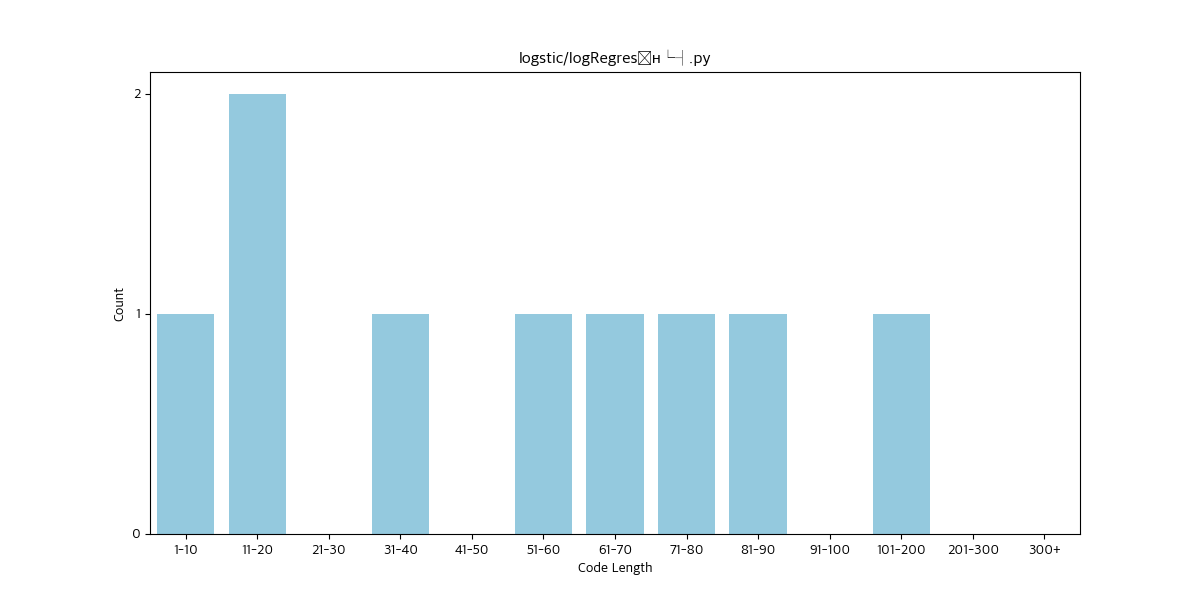 logstic/logRegres☒н └┤.py
2
1
0
Count
1-10 11-20 21-30 31-40 41-50 51-60 61-70 71-80 81-90 91-100 101-200 201-300 300+
Code Length